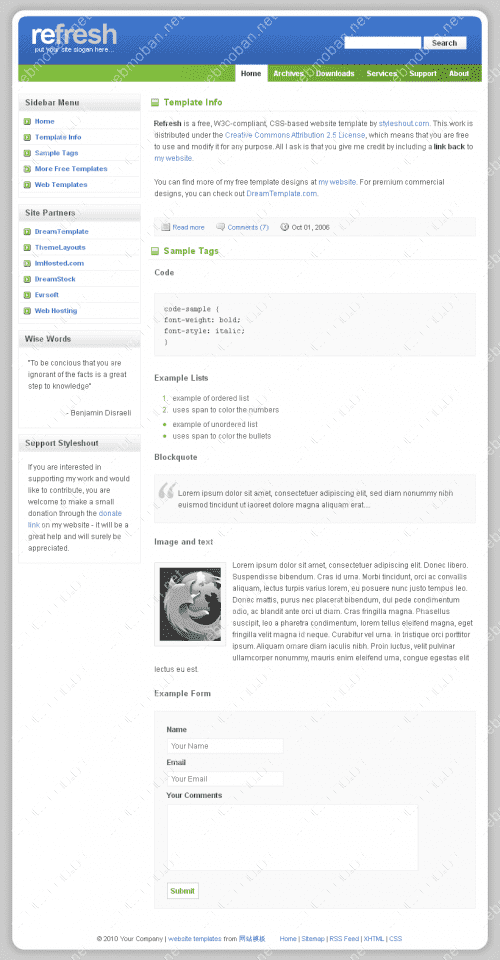 refresh
put your site slogan here...
Search
Home Archives Downloads Services Support About
Sidebar Menu
Home
Template Info
Sample Tags
More Free Templates
Web Templates
Site Partners
DreamTemplate
ThemeLayouts
ImHosted.com
DreamStock
Evrsoft
Web Hosting
Wise Words
"To be concious that you are
ignorant of the facts is a great
step to knowledge"
- Benjamin Disraeli
Support Styleshout
If you are interested in
supporting my work and would
like to contribute, you are
welcome to make a small
donation through the donate
link on my website - it will be a
great help and will surely be
appreciated.
Template Info
Refresh is a free, W3C-compliant, CSS-based website template by styleshout.com. This work is
distributed under the Creative Commons Attribution 2.5 License, which means that you are free
to use and modify it for any purpose. All I ask is that you give me credit by including a link back to
my website.
You can find more of my free template designs at my website. For premium commercial
designs, you can check out DreamTemplate.com.
Read more Comments (7) Oct 01, 2006
Sample Tags
Code
code-sample {
font-weight: bold;
font-style: italic;
}
Example Lists
1. example of ordered list
2. uses span to color the numbers
example of unordered list
uses span to color the bullets
Blockquote
Lorem ipsum dolor sit amet, consectetuer adipiscing elit, sed diam nonummy nibh
euismod tincidunt ut laoreet dolore magna aliquam erat....
Image and text
Lorem ipsum dolor sit amet, consectetuer adipiscing elit. Donec libero.
Suspendisse bibendum. Cras id urna. Morbi tincidunt, orci ac convallis
aliquam, lectus turpis varius lorem, eu posuere nunc justo tempus leo.
Donec mattis, purus nec placerat bibendum, dui pede condimentum
odio, ac blandit ante orci ut diam. Cras fringilla magna. Phasellus
suscipit, leo a pharetra condimentum, lorem tellus eleifend magna, eget
fringilla velit magna id neque. Curabitur vel urna. In tristique orci porttitor
ipsum. Aliquam ornare diam iaculis nibh. Proin luctus, velit pulvinar
ullamcorper nonummy, mauris enim eleifend urna, congue egestas elit
lectus eu est.
Example Form
Name
Your Name
Email
Your Email
Your Comments
Submit
© 2010 Your Company | website templates from 网站模板 Home | Sitemap | RSS Feed | XHTML | CSS